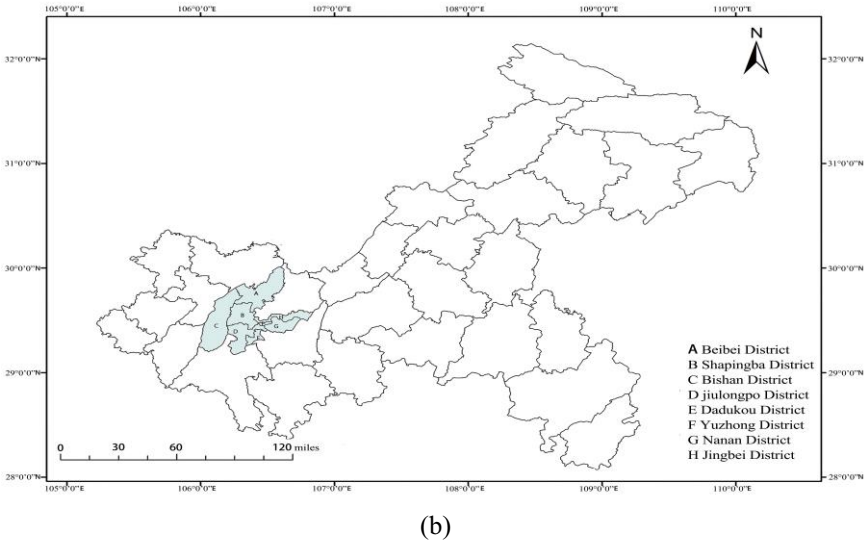 105°0'0"E 106°0'0"E 107°0'0"E 108°0'0"E 109°0'0"E 110°0'0"E
N
32°0'0"N 32°0'0"N
31°0'0"N 31°0'0"N
30°0'0"N 30°0'0"N
A
B
C
D
G
A Beibei District
29°0'0"N 29°0'0"N
B Shapingba District
C Bishan District
D jiulongpo District
E Dadukou District
F Yuzhong District
G Nanan District
H Jingbei District
0 30 60 120 miles
28°0'0"N 28°0'0"N
105°0'0"E 106°0'0"E 107°0'0"E 108°0'0"E 109°0'0"E 110°0'0"E
(b)